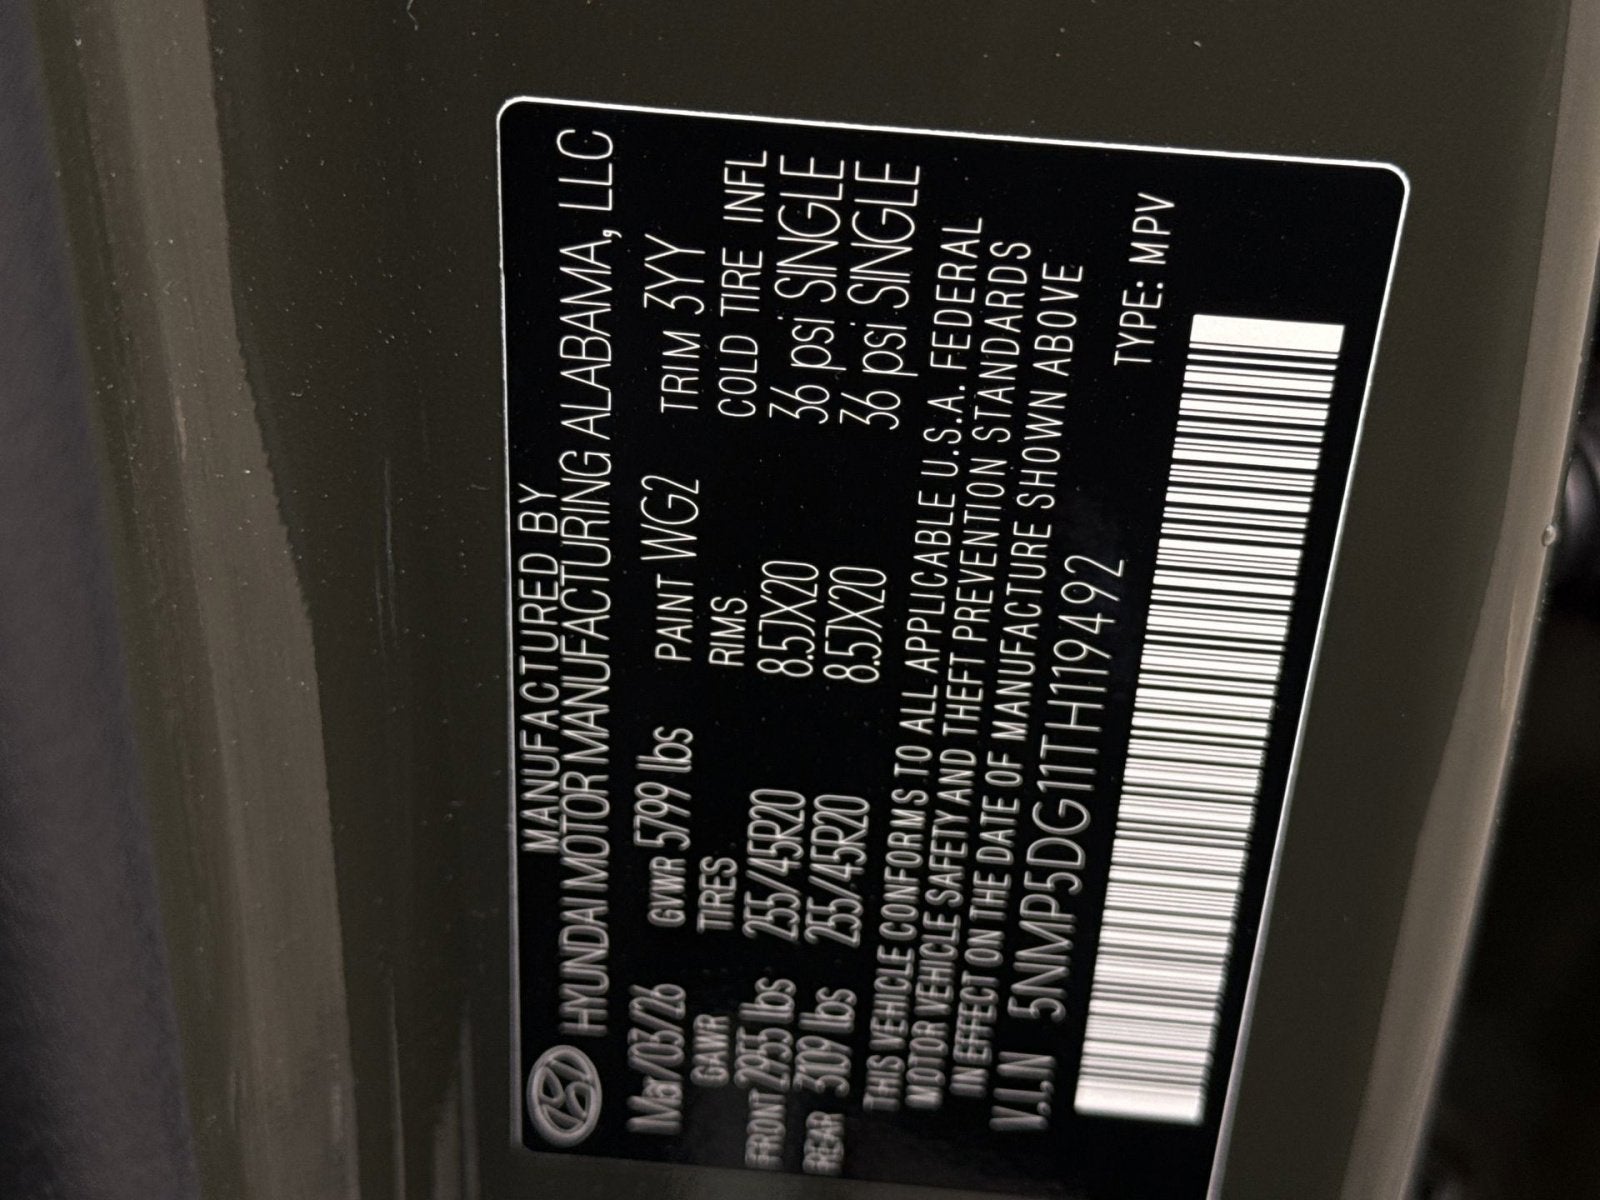 MANUFACTURED BY
HYUNDAI MOTOR MANUFACTURING ALABAMA, LLC
Mar/03/26 GVWR 5799 lbs PAINT WG2 TRIM 3YY
GAWR TIRES RIMS COLD TIRE INFL
FRONT 2955 lbs 255/45R20 8.5JX20 36 psi SINGLE
REAR 3109 lbs 255/45R20 8.5JX20 36 psi SINGLE
THIS VEHICLE CONFORMS TO ALL APPLICABLE U.S.A. FEDERAL
MOTOR VEHICLE SAFETY AND THEFT PREVENTION STANDARDS
IN EFFECT ON THE DATE OF MANUFACTURE SHOWN ABOVE
V.I.N 5NMP5DG11TH119492 TYPE: MPV